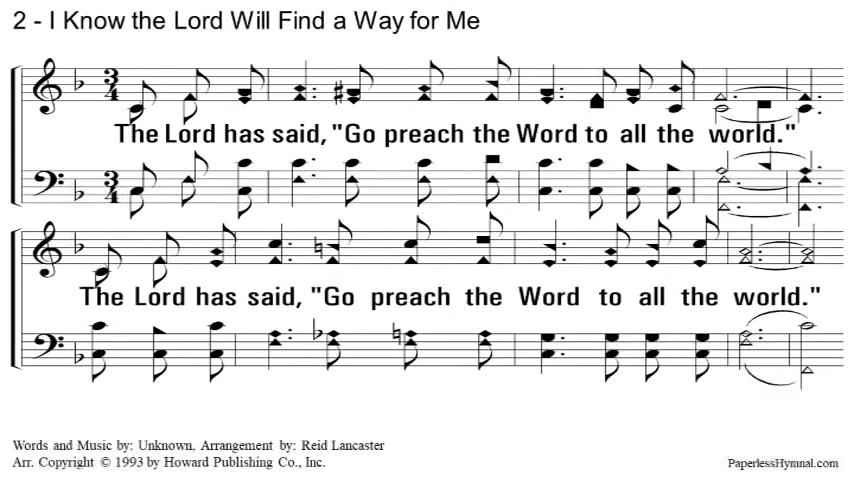 2 - I Know the Lord Will Find a Way for Me
The Lord has said, "Go preach the Word to all the world."
The Lord has said, "Go preach the Word to all the world."
Words and Music by: Unknown, Arrangement by: Reid Lancaster
Arr. Copyright © 1993 by Howard Publishing Co., Inc.
PaperlessHymnal.com